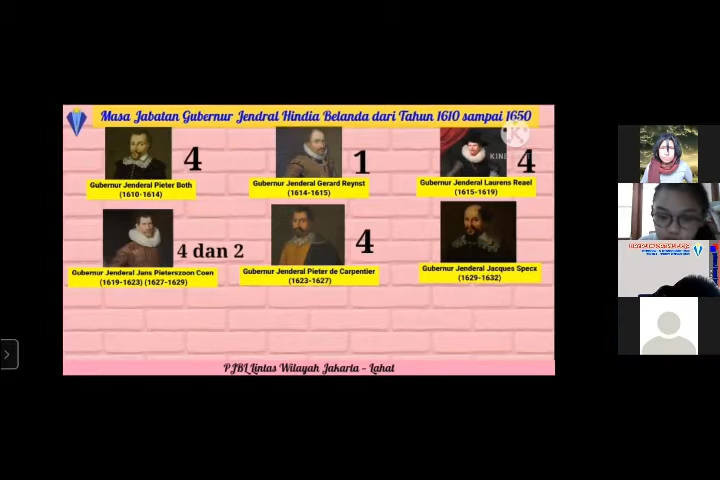 Masa Jabatan Gubernur Jendral Hindia Belanda dari Tahun 1610 sampai 1650
4
Gubernur Jenderal Pieter Both
(1610-1614)
1
Gubernur Jenderal Gerard Reynst
(1614-1615)
KINE
4
Gubernur Jenderal Laurens Reael
(1615-1619)
4 dan 2
Gubernur Jenderal Jans Pieterszoon Coen
(1619-1623) (1627-1629)
4
Gubernur Jenderal Pieter de Carpentier
(1623-1627)
Gubernur Jenderal Jacques Specx
(1629-1632)
PJBL Lintas Wilayah Jakarta - Lahat